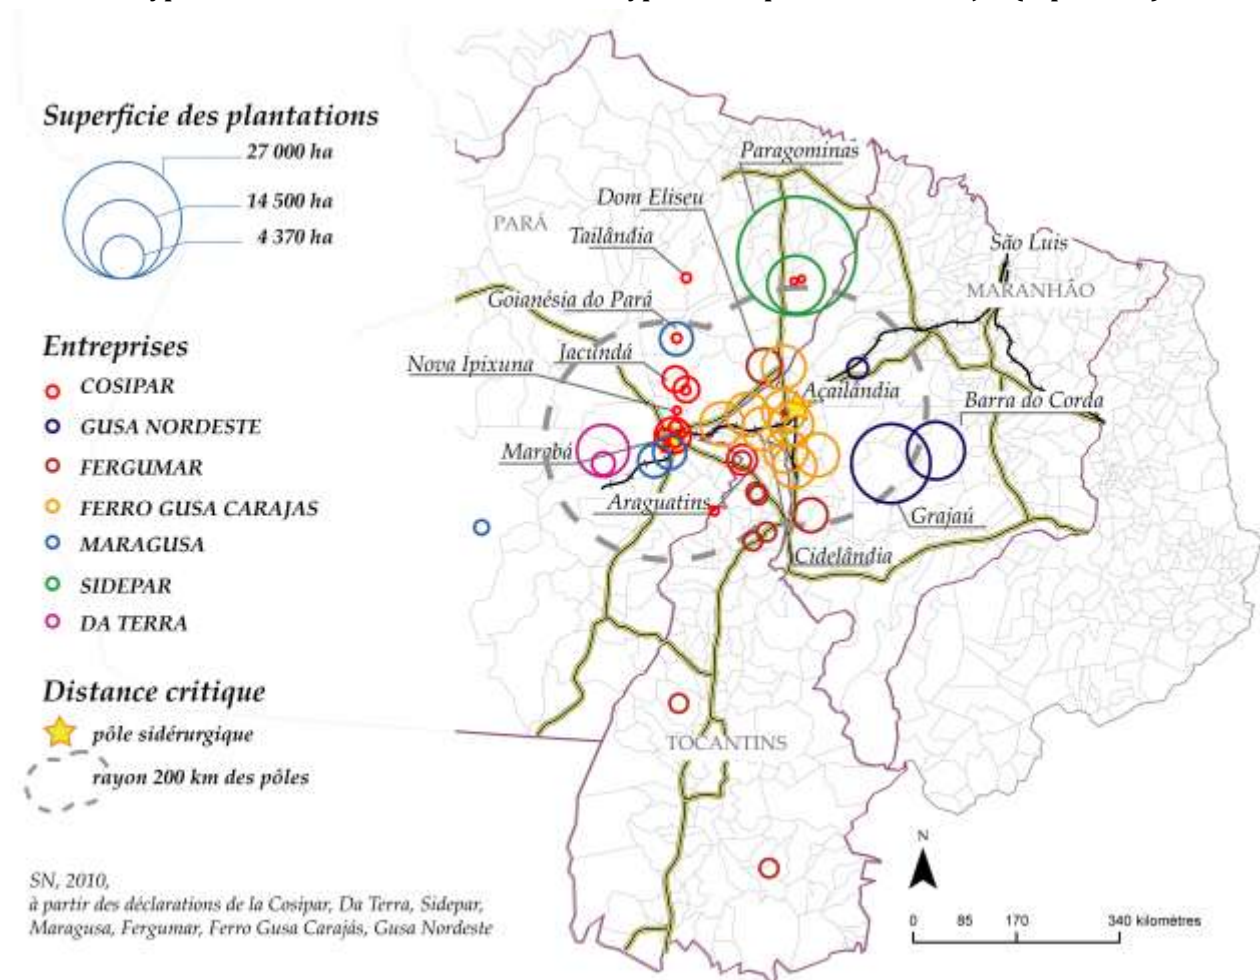 Superficie des plantations
27 000 ha
14 500 ha
4 370 ha
Entreprises
COSIPAR
GUSA NORDESTE
FERGUMAR
FERRO GUSA CARAJAS
MARAGUSA
SIDEPAR
DA TERRA
Distance critique
pôle sidérurgique
rayon 200 km des pôles
SN, 2010,
à partir des déclarations de la Cosipar, Da Terra, Sidepar,
Maragusa, Fergumar, Ferro Gusa Carajás, Gusa Nordeste
Paragominas
Dom Eliseu
PARÁ
Tailândia
São Luis
MARANHÃO
Goianésia do Pará
Jacundá
Nova Ipixuna
Açailândia
Barra do Corda
Marabá
Araguatins
Grajaú
Cidelândia
TOCANTINS
N
0 85 170 340 kilomètres